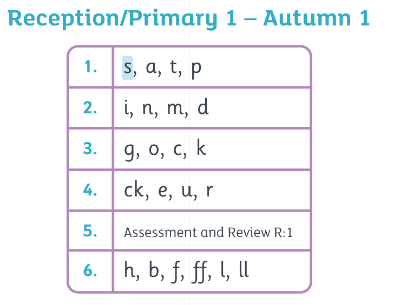 Reception/Primary 1 – Autumn 1
1. s, a, t, p
2. i, n, m, d
3. g, o, c, k
4. ck, e, u, r
5. Assessment and Review R:1
6. h, b, f, ff, l, ll